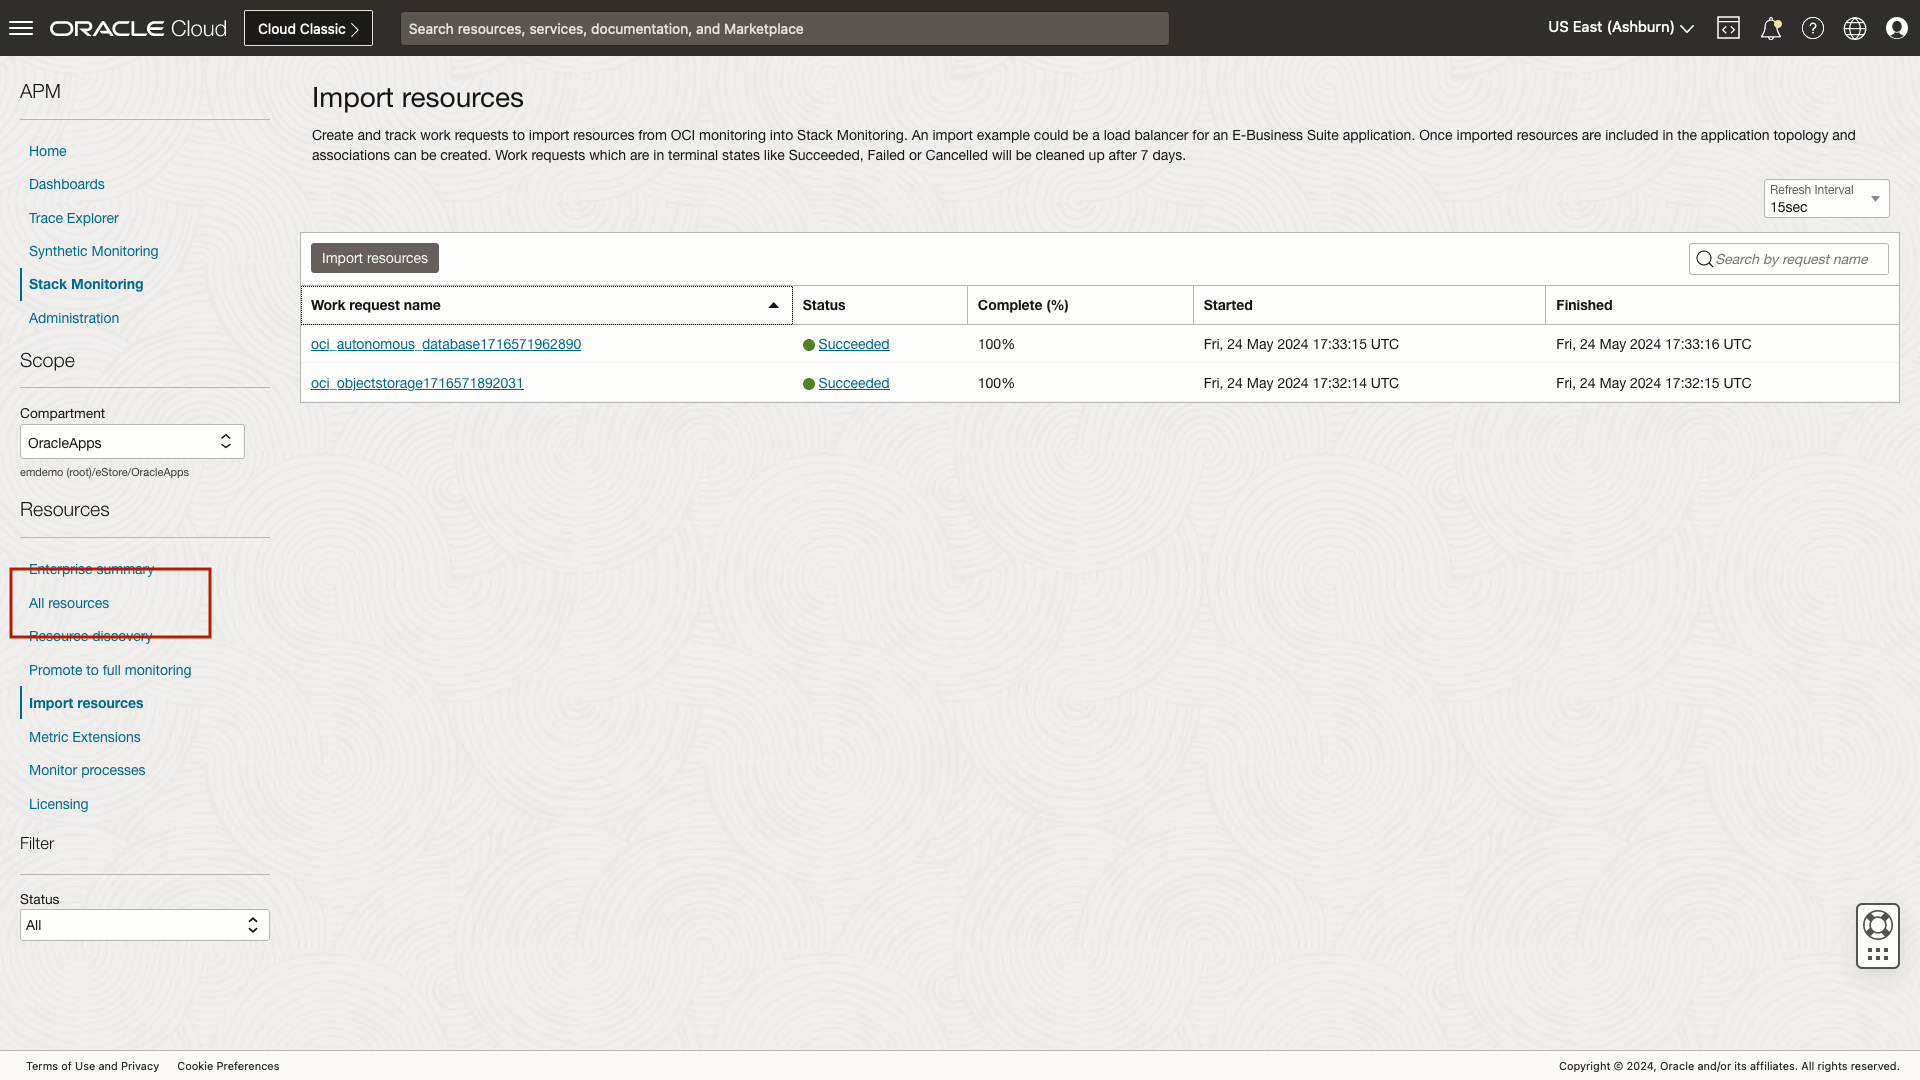 ORACLE Cloud
Cloud Classic
Search resources, services, documentation, and Marketplace
US East (Ashburn)
APM
Home
Dashboards
Trace Explorer
Synthetic Monitoring
Stack Monitoring
Administration
Scope
Compartment
OracleApps
emdemo (root)/eStore/OracleApps
Resources
Enterprise summary
All resources
Resource discovery
Promote to full monitoring
Import resources
Metric Extensions
Monitor processes
Licensing
Filter
Status
All
Import resources
Create and track work requests to import resources from OCI monitoring into Stack Monitoring. An import example could be a load balancer for an E-Business Suite application. Once imported resources are included in the application topology and
associations can be created. Work requests which are in terminal states like Succeeded, Failed or Cancelled will be cleaned up after 7 days.
Refresh Interval
15sec
Import resources
Search by request name
Work request name Status Complete (%) Started Finished
oci_autonomous_database1716571962890 Succeeded 100% Fri, 24 May 2024 17:33:15 UTC Fri, 24 May 2024 17:33:16 UTC
oci_objectstorage1716571892031 Succeeded 100% Fri, 24 May 2024 17:32:14 UTC Fri, 24 May 2024 17:32:15 UTC
Terms of Use and Privacy Cookie Preferences
Copyright © 2024, Oracle and/or its affiliates. All rights reserved.